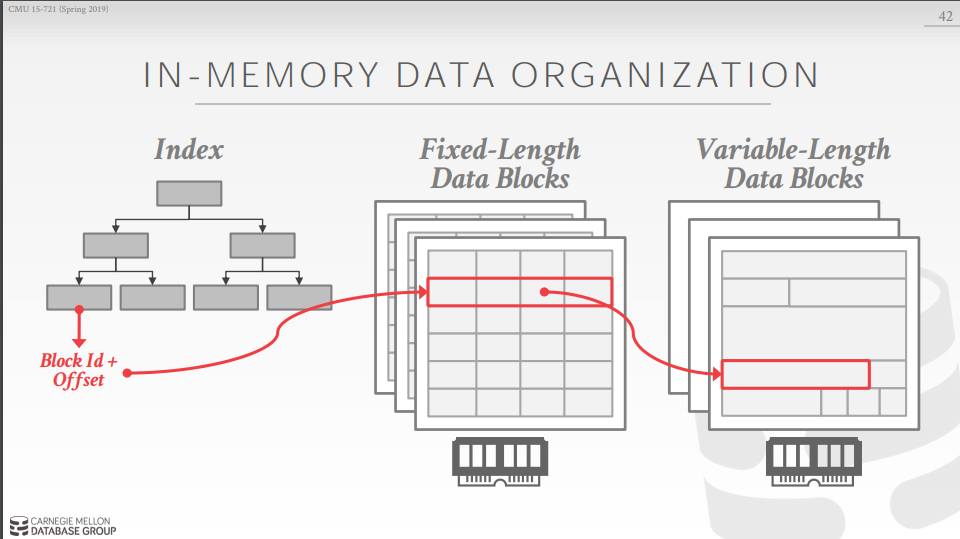 CMU 15-721 (Spring 2019)
42
IN-MEMORY DATA ORGANIZATION
Index
Fixed-Length
Data Blocks
Variable-Length
Data Blocks
Block Id +
Offset
CARNEGIE MELLON
DATABASE GROUP